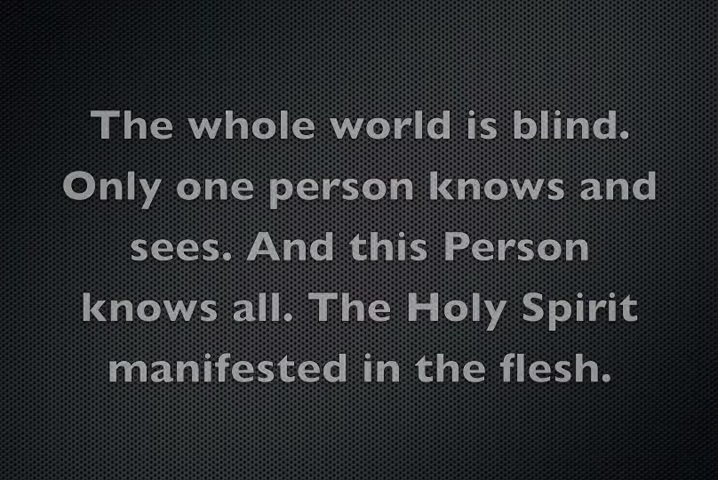 The whole world is blind.
Only one person knows and
sees. And this Person
knows all. The Holy Spirit
manifested in the flesh.